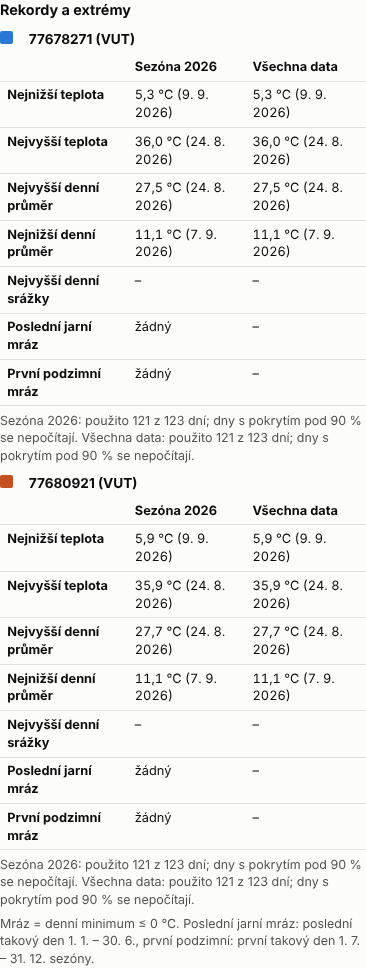 Rekordy a extrémy
77678271 (VUT)
Sezóna 2026 Všechna data
Nejnižší teplota 5,3 °C (9. 9. 2026) 5,3 °C (9. 9. 2026)
Nejvyšší teplota 36,0 °C (24. 8. 2026) 36,0 °C (24. 8. 2026)
Nejvyšší denní průměr 27,5 °C (24. 8. 2026) 27,5 °C (24. 8. 2026)
Nejnižší denní průměr 11,1 °C (7. 9. 2026) 11,1 °C (7. 9. 2026)
Nejvyšší denní srážky – –
Poslední jarní mráz žádný –
První podzimní mráz žádný –
Sezóna 2026: použito 121 z 123 dní; dny s pokrytím pod 90 %
se nepočítají. Všechna data: použito 121 z 123 dní; dny s
pokrytím pod 90 % se nepočítají.
77680921 (VUT)
Sezóna 2026 Všechna data
Nejnižší teplota 5,9 °C (9. 9. 2026) 5,9 °C (9. 9. 2026)
Nejvyšší teplota 35,9 °C (24. 8. 2026) 35,9 °C (24. 8. 2026)
Nejvyšší denní průměr 27,7 °C (24. 8. 2026) 27,7 °C (24. 8. 2026)
Nejnižší denní průměr 11,1 °C (7. 9. 2026) 11,1 °C (7. 9. 2026)
Nejvyšší denní srážky – –
Poslední jarní mráz žádný –
První podzimní mráz žádný –
Sezóna 2026: použito 121 z 123 dní; dny s pokrytím pod 90 %
se nepočítají. Všechna data: použito 121 z 123 dní; dny s
pokrytím pod 90 % se nepočítají.
Mráz = denní minimum ≤ 0 °C. Poslední jarní mráz: poslední
takový den 1. 1. – 30. 6., první podzimní: první takový den 1. 7.
– 31. 12. sezóny.